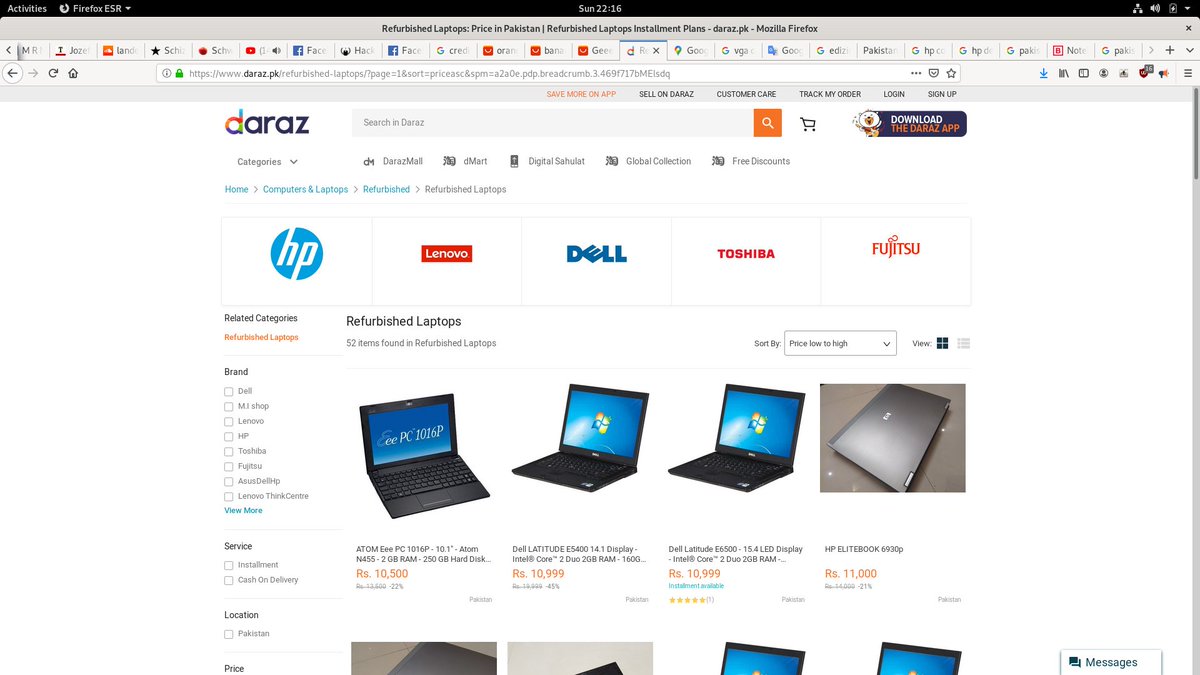 Activities
Firefox ESR
Sun 22:16
Refurbished Laptops: Price in Pakistan | Refurbished Laptops Installment Plans - daraz.pk - Mozilla Firefox
M R I
Jozef
lande
Schiz
Schw
(14
Face
Hack
Face
credi
oran
bana
Geee
Re
Goog
vga c
Goog
edizio
Pakistan
hp co
hp de
pakis
Note
pakis
https://www.daraz.pk/refurbished-laptops/?page=1&sort=priceasc&spm=a2a0e.pdp.breadcrumb.3.469f717bMElsdq
SAVE MORE ON APP
SELL ON DARAZ
CUSTOMER CARE
TRACK MY ORDER
LOGIN
SIGN UP
daraz
Search in Daraz
DOWNLOAD
THE DARAZ APP
Categories
DarazMall
dMart
Digital Sahulat
Global Collection
Free Discounts
Home > Computers & Laptops > Refurbished > Refurbished Laptops
hp
Lenovo
DELL
TOSHIBA
FUJITSU
Related Categories
Refurbished Laptops
Brand
Dell
M.I shop
Lenovo
HP
Toshiba
Fujitsu
AsusDellHp
Lenovo ThinkCentre
View More
Service
Installment
Cash On Delivery
Location
Pakistan
Price
Refurbished Laptops
52 items found in Refurbished Laptops
Sort By:
Price low to high
View:
Eee PC 1016P
ATOM Eee PC 1016P - 10.1" - Atom
N455 - 2 GB RAM - 250 GB Hard Disk...
Rs. 10,500
Rs. 13,500 -22%
Pakistan
Dell LATITUDE E5400 14.1 Display -
Intel® Core™ 2 Duo 2GB RAM - 160G...
Rs. 10,999
Rs. 19,999 -45%
Pakistan
Dell Latitude E6500 - 15.4 LED Display
- Intel® Core™ 2 Duo 2GB RAM -...
Rs. 10,999
Installment available
(1)
Pakistan
HP ELITEBOOK 6930p
Rs. 11,000
Rs. 14,000 -21%
Pakistan
Messages